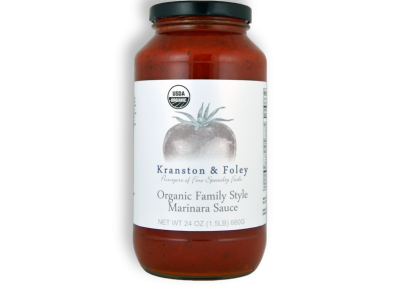 USDA
ORGANIC
Kranston & Foley
Purveyors of Fine Specialty Foods
Organic Family Style
Marinara Sauce
NET WT 24 OZ (1.5LB) 680G